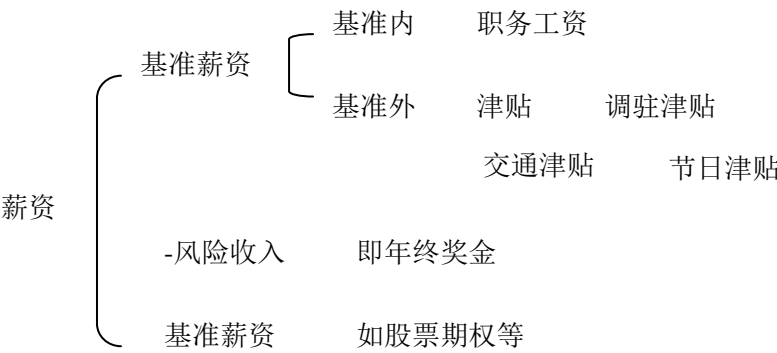 基准内 职务工资
基准薪资
基准外 津贴 调驻津贴
交通津贴 节日津贴
薪资
-风险收入 即年终奖金
基准薪资 如股票期权等